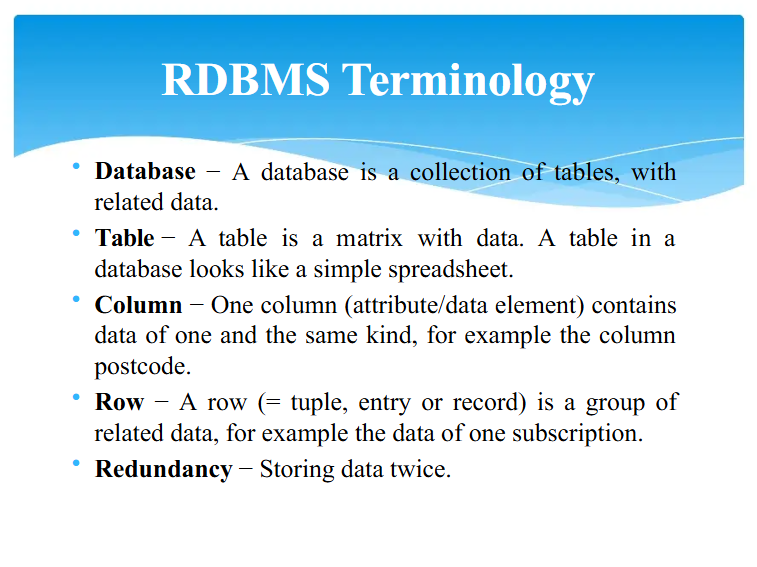 RDBMS Terminology
• Database − A database is a collection of tables, with
related data.
• Table − A table is a matrix with data. A table in a
database looks like a simple spreadsheet.
• Column − One column (attribute/data element) contains
data of one and the same kind, for example the column
postcode.
• Row − A row (= tuple, entry or record) is a group of
related data, for example the data of one subscription.
• Redundancy − Storing data twice.